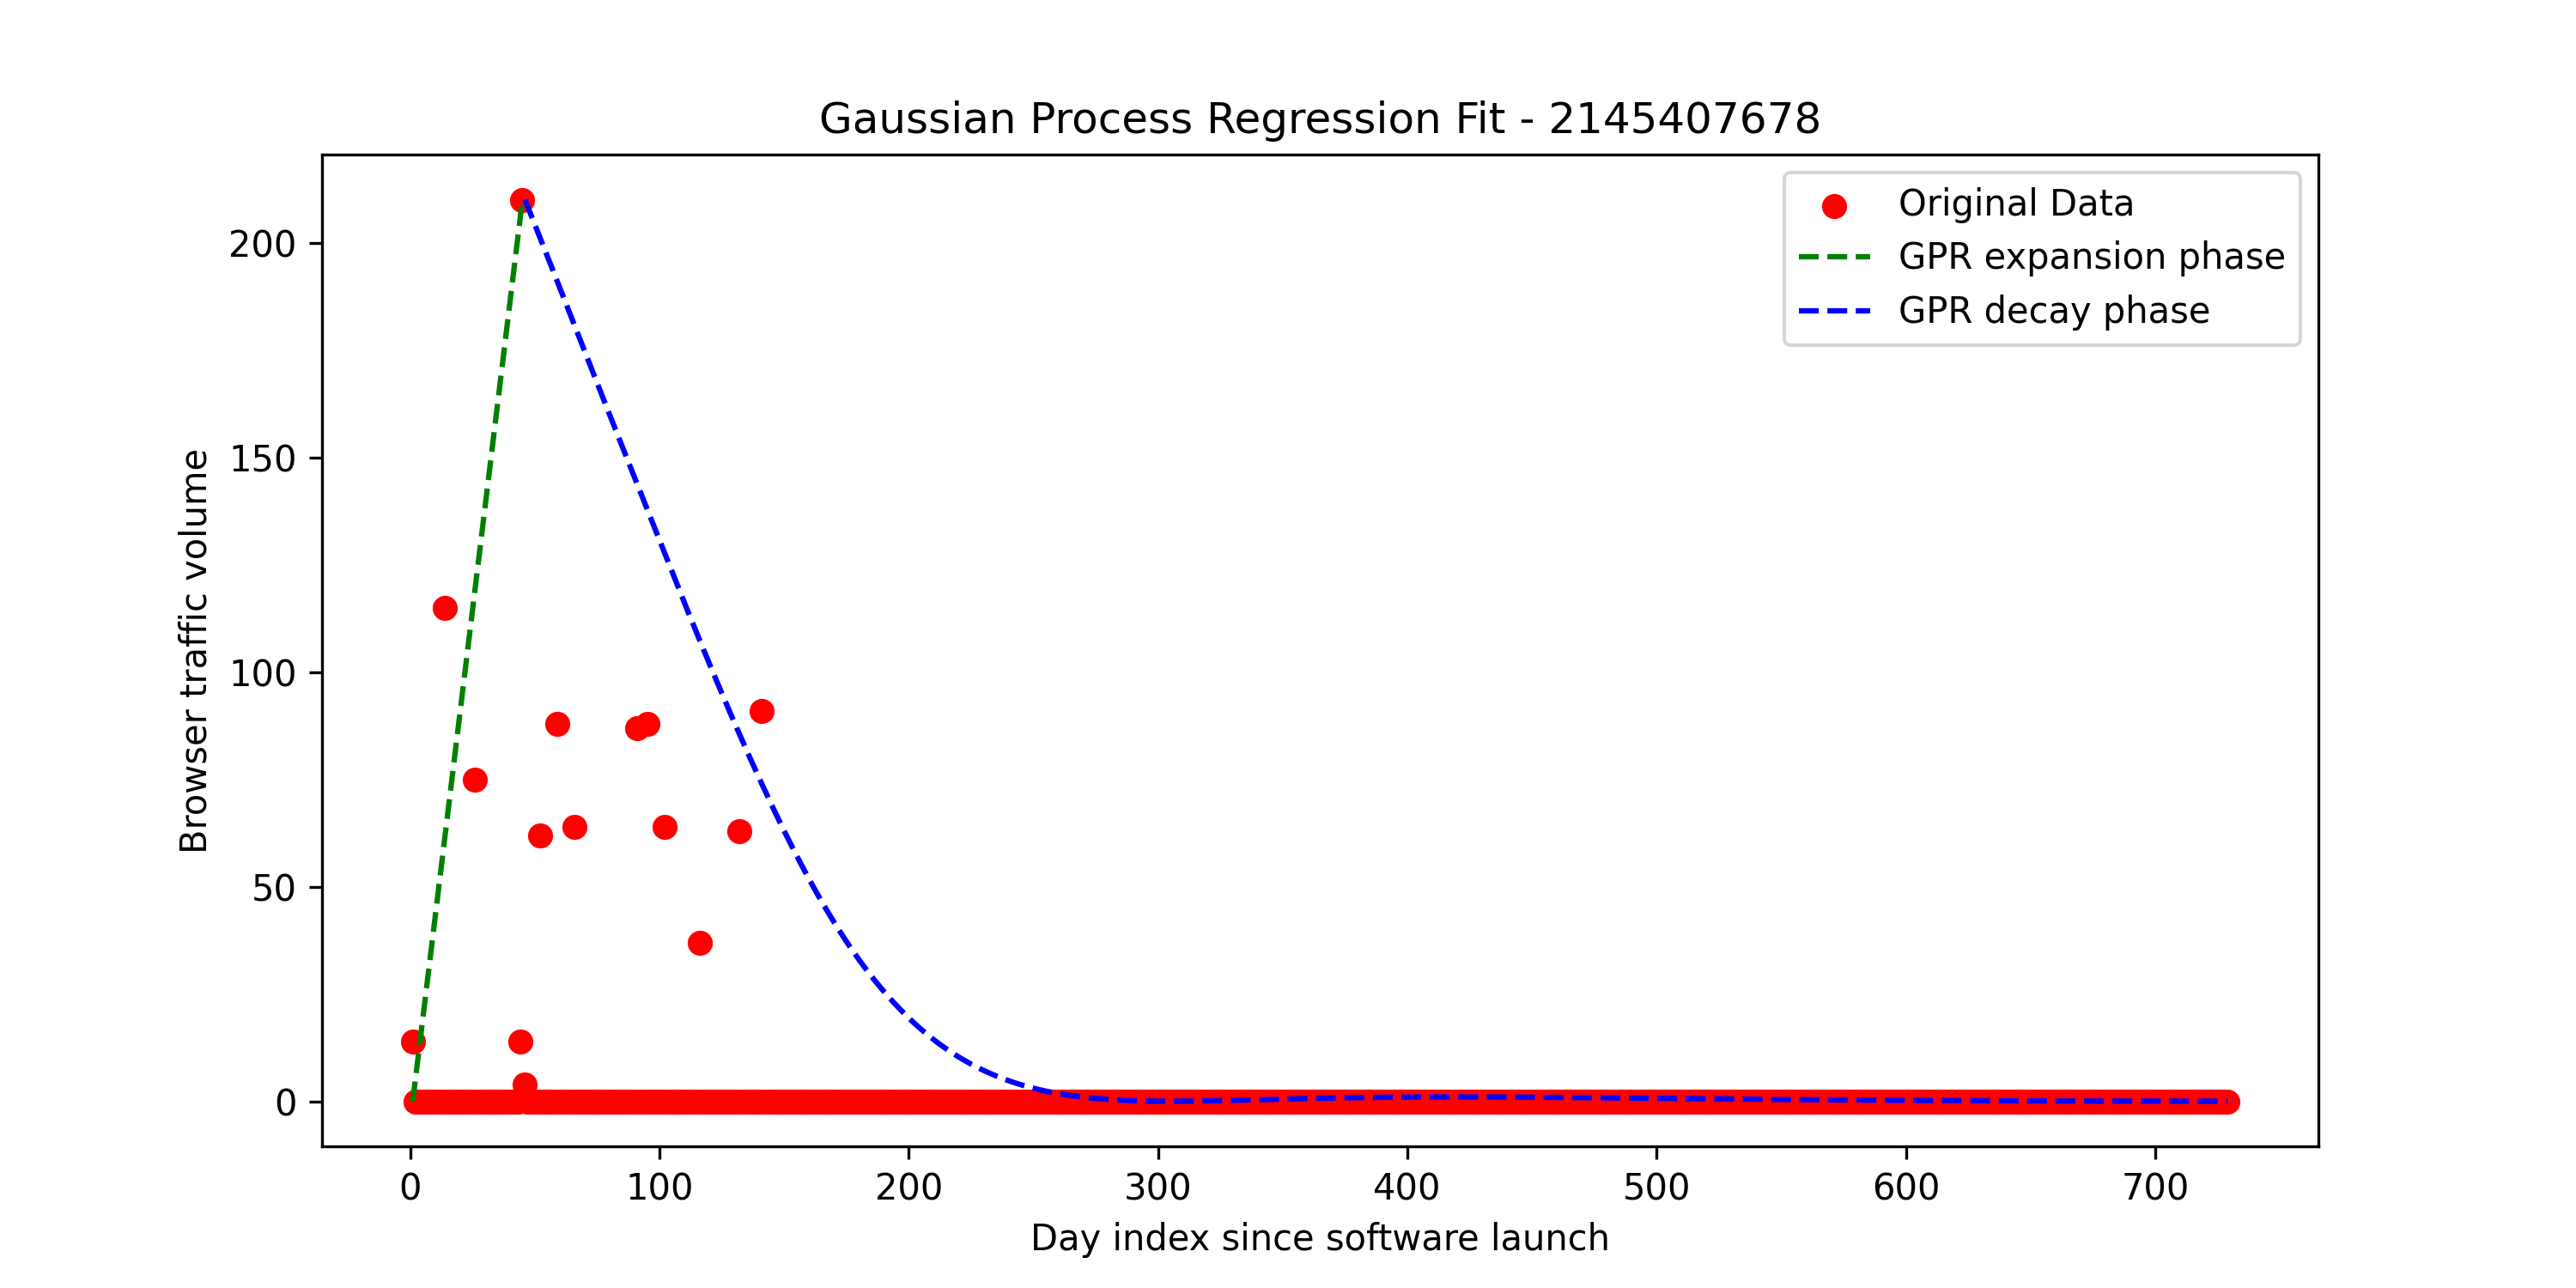 Gaussian Process Regression Fit - 2145407678
Original Data
GPR expansion phase
GPR decay phase
Browser traffic volume
200
150
100
50
0
0 100 200 300 400 500 600 700
Day index since software launch